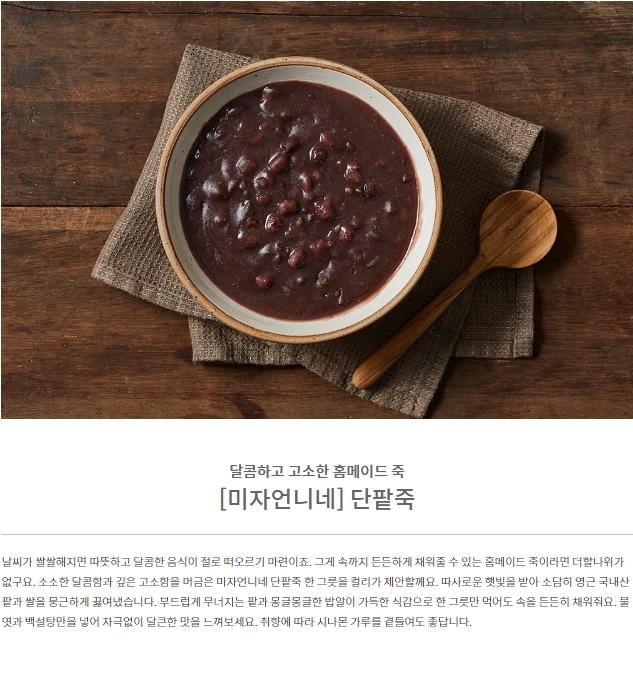 달콤하고 고소한 홈메이드 죽
[미자언니네] 단팥죽
날씨가 쌀쌀해지면 따뜻하고 달콤한 음식이 절로 떠오르기 마련이죠. 그게 속까지 든든하게 채워줄 수 있는 홈메이드 죽이라면 더할나위가
없구요. 소소한 달콤함과 깊은 고소함을 머금은 미자언니네 단팥죽 한 그릇을 컬리가 제안할께요. 따사로운 햇빛을 받아 소담히 영근 국내산
팥과 쌀을 뭉근하게 끓여냈습니다. 부드럽게 무너지는 팥과 몽글몽글한 밥알이 가득한 식감으로 한 그릇만 먹어도 속을 든든히 채워줘요. 물
엿과 백설탕만을 넣어 자극없이 달큰한 맛을 느껴보세요. 취향에 따라 시나몬 가루를 곁들여도 좋답니다.